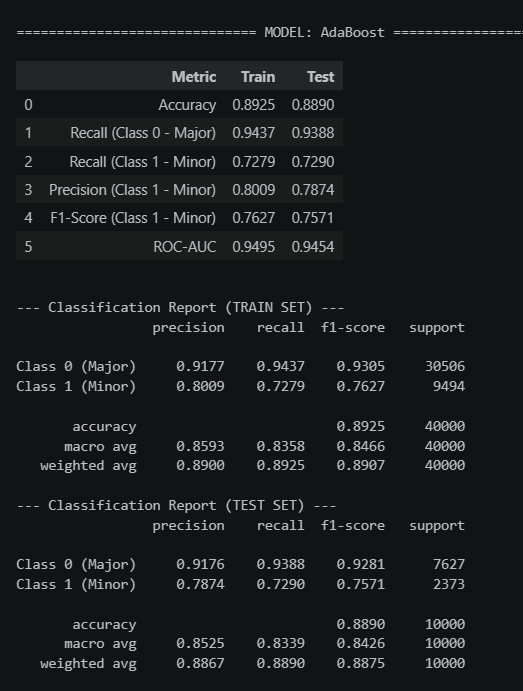 ============================== MODEL: AdaBoost ================
Metric Train Test
0 Accuracy 0.8925 0.8890
1 Recall (Class 0 - Major) 0.9437 0.9388
2 Recall (Class 1 - Minor) 0.7279 0.7290
3 Precision (Class 1 - Minor) 0.8009 0.7874
4 F1-Score (Class 1 - Minor) 0.7627 0.7571
5 ROC-AUC 0.9495 0.9454
--- Classification Report (TRAIN SET) ---
precision recall f1-score support
Class 0 (Major) 0.9177 0.9437 0.9305 30506
Class 1 (Minor) 0.8009 0.7279 0.7627 9494
accuracy 0.8925 40000
macro avg 0.8593 0.8358 0.8466 40000
weighted avg 0.8900 0.8925 0.8907 40000
--- Classification Report (TEST SET) ---
precision recall f1-score support
Class 0 (Major) 0.9176 0.9388 0.9281 7627
Class 1 (Minor) 0.7874 0.7290 0.7571 2373
accuracy 0.8890 10000
macro avg 0.8525 0.8339 0.8426 10000
weighted avg 0.8867 0.8890 0.8875 10000